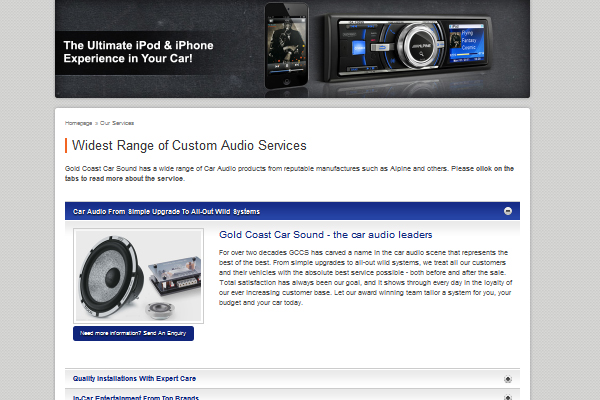 The Ultimate iPod & iPhone
Experience in Your Car!
ALPINE
Flying
Fantasy
Cosmic
Homepage > Our Services
Widest Range of Custom Audio Services
Gold Coast Car Sound has a wide range of Car Audio products from reputable manufactures such as Alpine and others. Please click on the
tabs to read more about the service.
Car Audio From Simple Upgrade To All-Out Wild Systems
Gold Coast Car Sound - the car audio leaders
For over two decades GCCS has carved a name in the car audio scene that represents the
best of the best. From simple upgrades to all-out wild systems, we treat all our customers
and their vehicles with the absolute best service possible - both before and after the sale.
Total satisfaction has always been our goal, and it shows through every day in the loyalty of
our ever increasing customer base. Let our award winning team tailor a system for you, your
budget and your car today.
Need more information? Send An Enquiry
Quality Installations With Expert Care
In-Car Entertainment From Top Brands